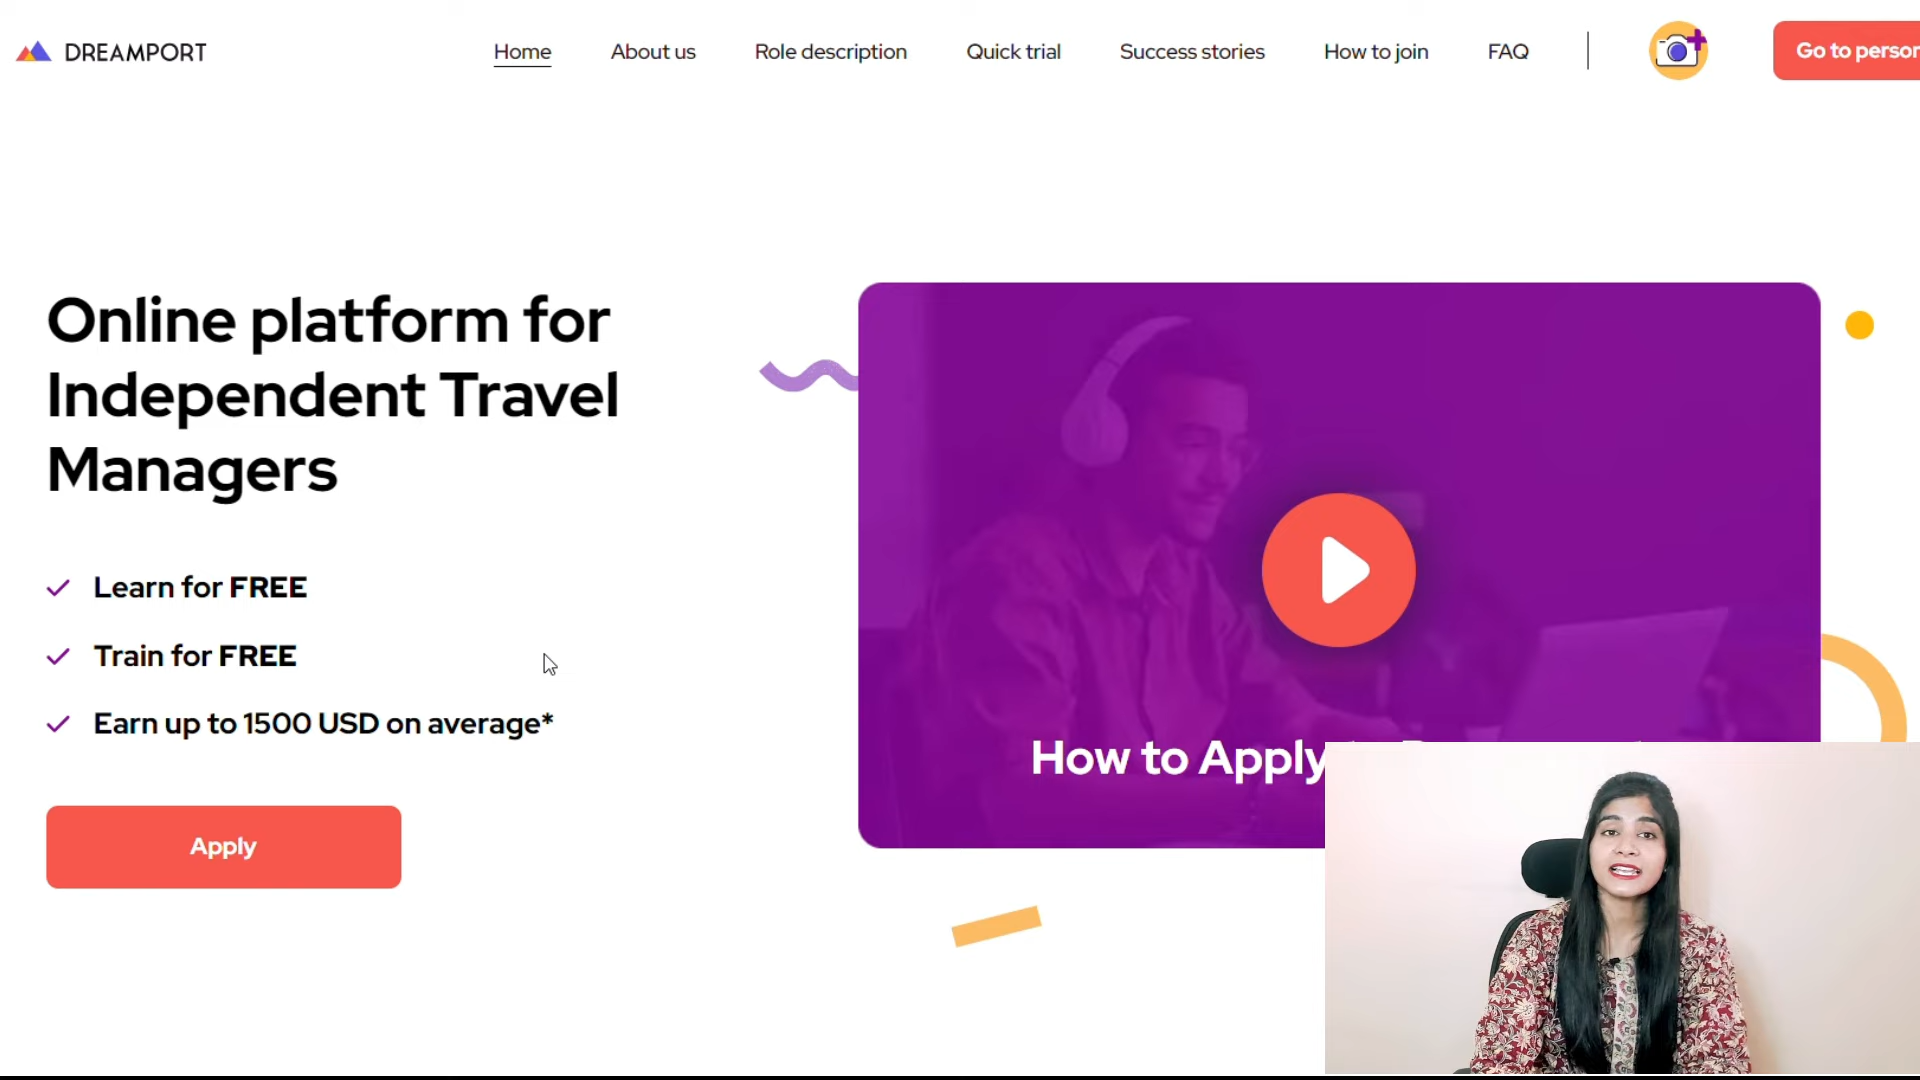 DREAMPORT
Home
About us
Role description
Quick trial
Success stories
How to join
FAQ
Go to
Online platform for
Independent Travel
Managers
Learn for FREE
Train for FREE
Earn up to 1500 USD on average*
Apply
How to Apply